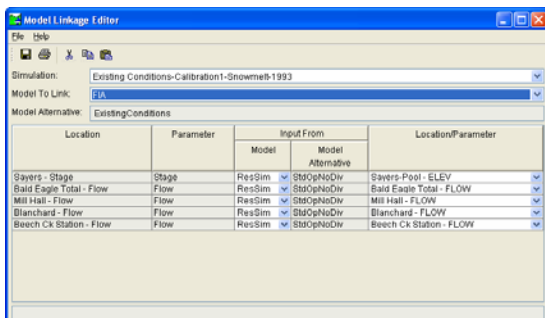 Model Linkage Editor
File Help
Simulation: Existing Conditions-Calibration1-Snowmelt-1993
Model To Link: FIA
Model Alternative: ExistingConditions
Location Parameter Input From Location/Parameter
Model Model Alternative
Sayers - Stage Stage ResSim StdOpNoDiv Sayers-Pool - ELEV
Bald Eagle Total - Flow Flow ResSim StdOpNoDiv Bald Eagle Total - FLOW
Mill Hall - Flow Flow ResSim StdOpNoDiv Mill Hall - FLOW
Blanchard - Flow Flow ResSim StdOpNoDiv Blanchard - FLOW
Beech Ck Station - Flow Flow ResSim StdOpNoDiv Beech Ck Station - FLOW